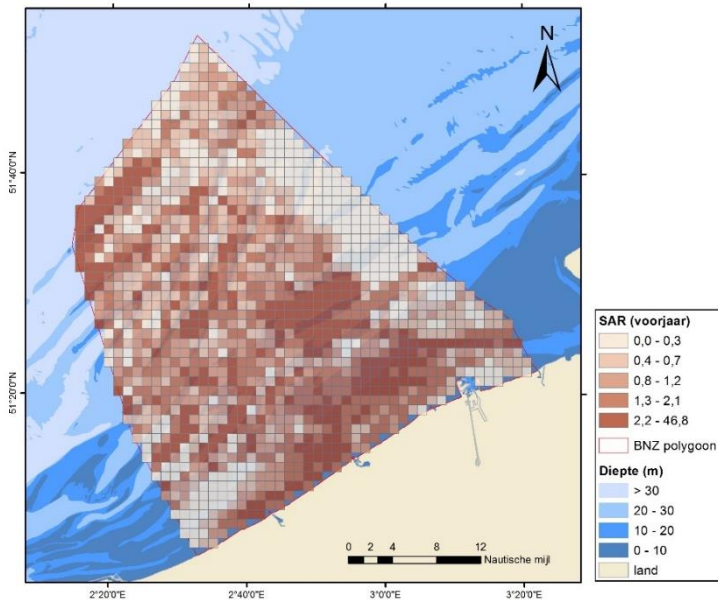 N
51°40'0"N
51°20'0"N
2°20'0"E
2°40'0"E
3°0'0"E
3°20'0"E
0 2 4 8 12
Nautische mijl
SAR (voorjaar)
0,0 - 0,3
0,4 - 0,7
0,8 - 1,2
1,3 - 2,1
2,2 - 46,8
BNZ polygoon
Diepte (m)
> 30
20 - 30
10 - 20
0 - 10
land